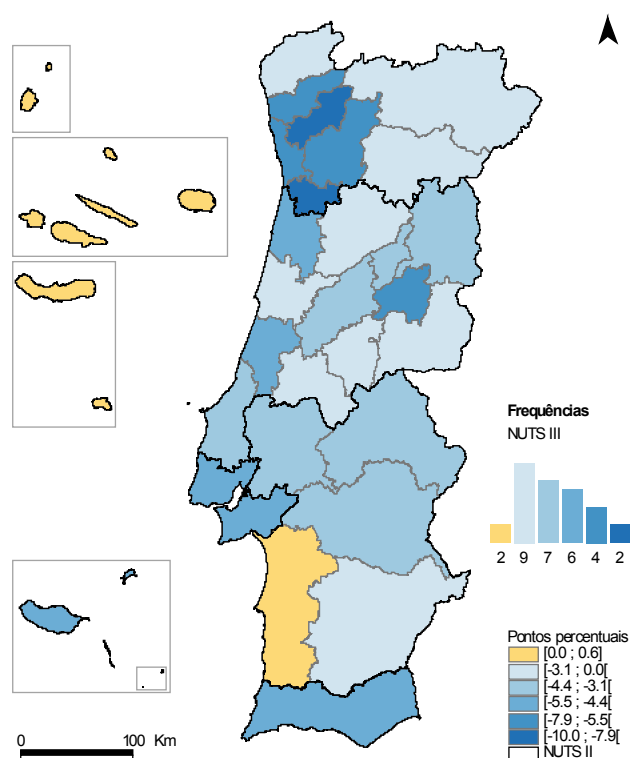 Frequências
NUTS III
2 9 7 6 4 2
Pontos percentuais
[0.0 ; 0.6]
[-3.1 ; 0.0[
[-4.4 ; -3.1[
[-5.5 ; -4.4[
[-7.9 ; -5.5[
[-10.0 ; -7.9[
NUTS II
0 100 Km